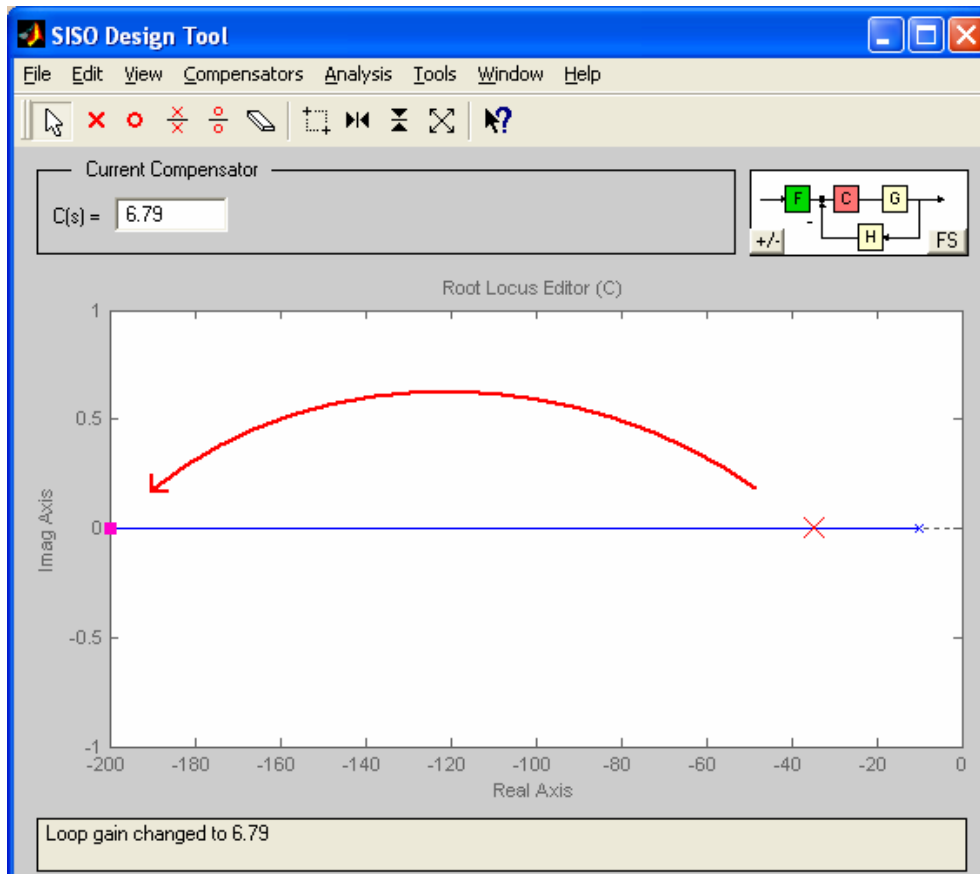 SISO Design Tool
File Edit View Compensators Analysis Tools Window Help
Current Compensator
C(s) = 6.79
F C G
H
+/- FS
Root Locus Editor (C)
1
0.5
0
-0.5
-1
Imag Axis
-200 -180 -160 -140 -120 -100 -80 -60 -40 -20 0
Real Axis
Loop gain changed to 6.79